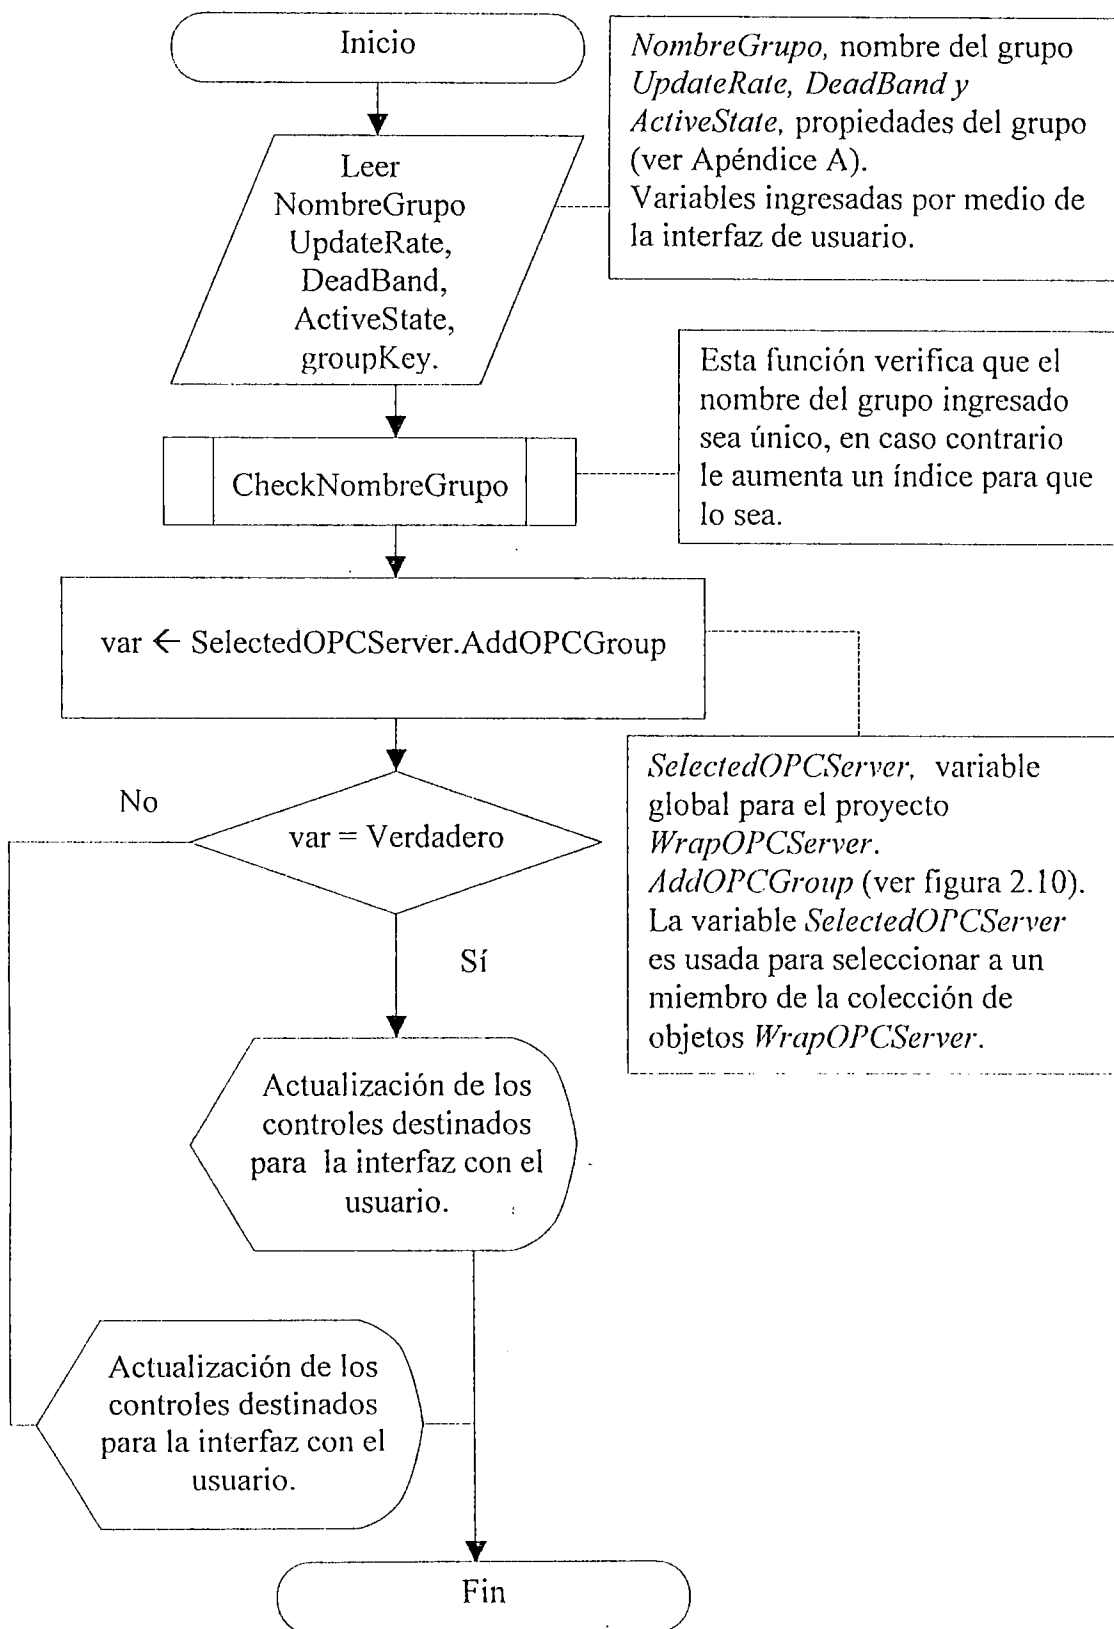 Inicio
NombreGrupo, nombre del grupo
UpdateRate, DeadBand y
ActiveState, propiedades del grupo
(ver Apéndice A).
Variables ingresadas por medio de
la interfaz de usuario.
Leer
NombreGrupo
UpdateRate,
DeadBand,
ActiveState,
groupKey.
Esta función verifica que el
nombre del grupo ingresado
sea único, en caso contrario
le aumenta un índice para que
lo sea.
CheckNombreGrupo
var ← SelectedOPCServer.AddOPCGroup
SelectedOPCServer, variable
global para el proyecto
WrapOPCServer.
AddOPCGroup (ver figura 2.10).
La variable SelectedOPCServer
es usada para seleccionar a un
miembro de la colección de
objetos WrapOPCServer.
No
var = Verdadero
Sí
Actualización de los
controles destinados
para la interfaz con el
usuario.
Actualización de los
controles destinados
para la interfaz con el
usuario.
Fin